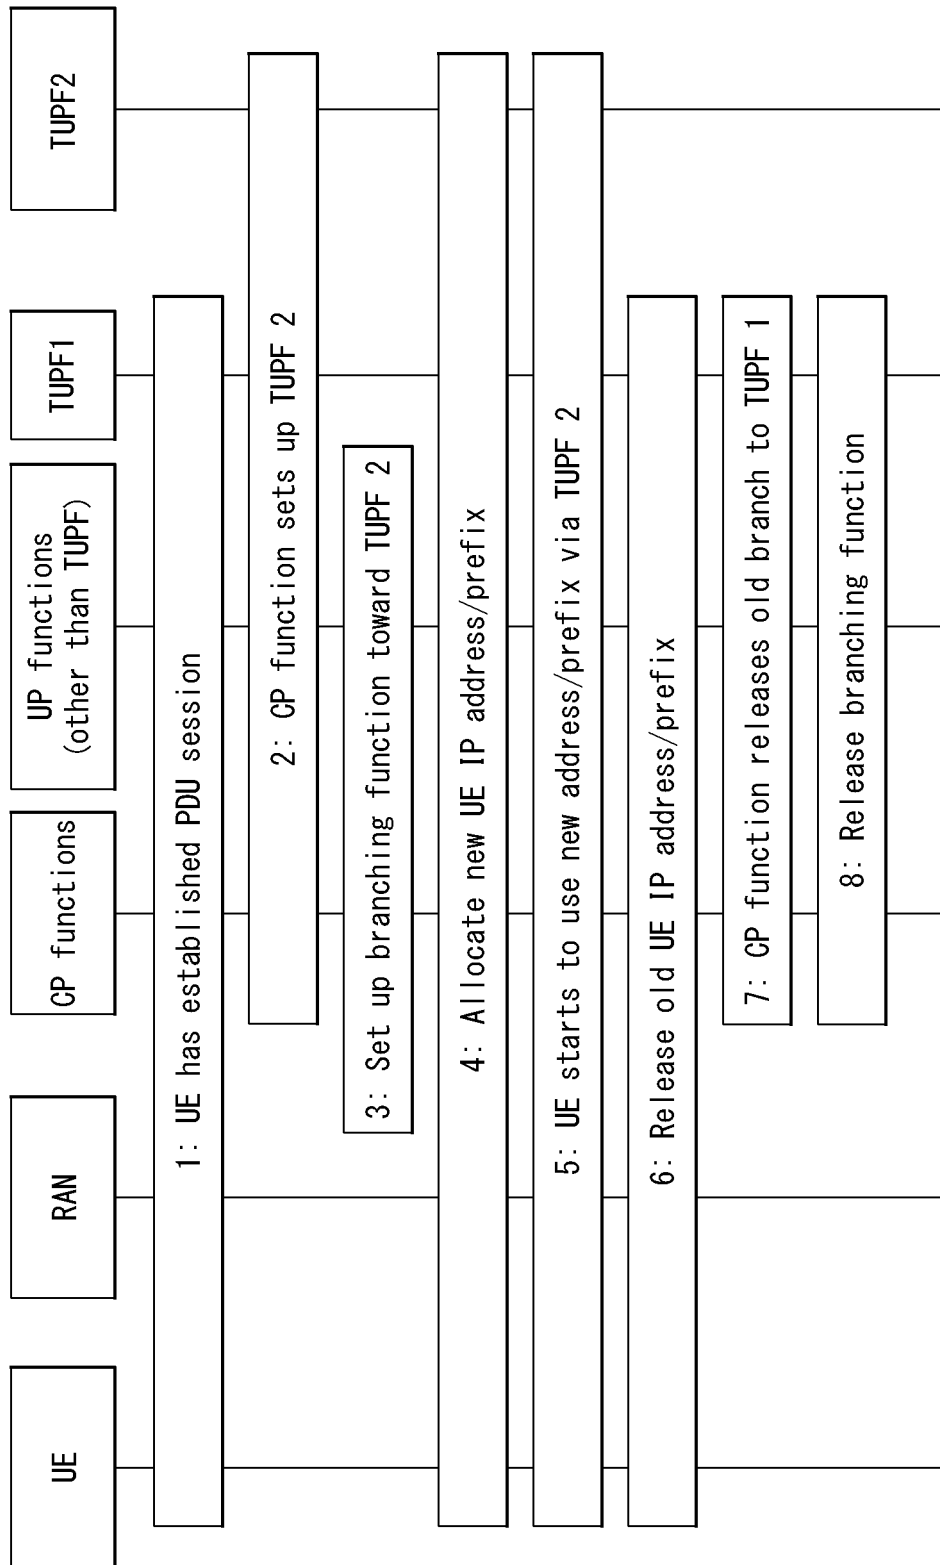 UE
RAN
CP functions
UP functions
(other than TUPF)
TUPF1
TUPF2
1: UE has established PDU session
2: CP function sets up TUPF 2
3: Set up branching function toward TUPF 2
4: Allocate new UE IP address/prefix
5: UE starts to use new address/prefix via TUPF 2
6: Release old UE IP address/prefix
7: CP function releases old branch to TUPF 1
8: Release branching function